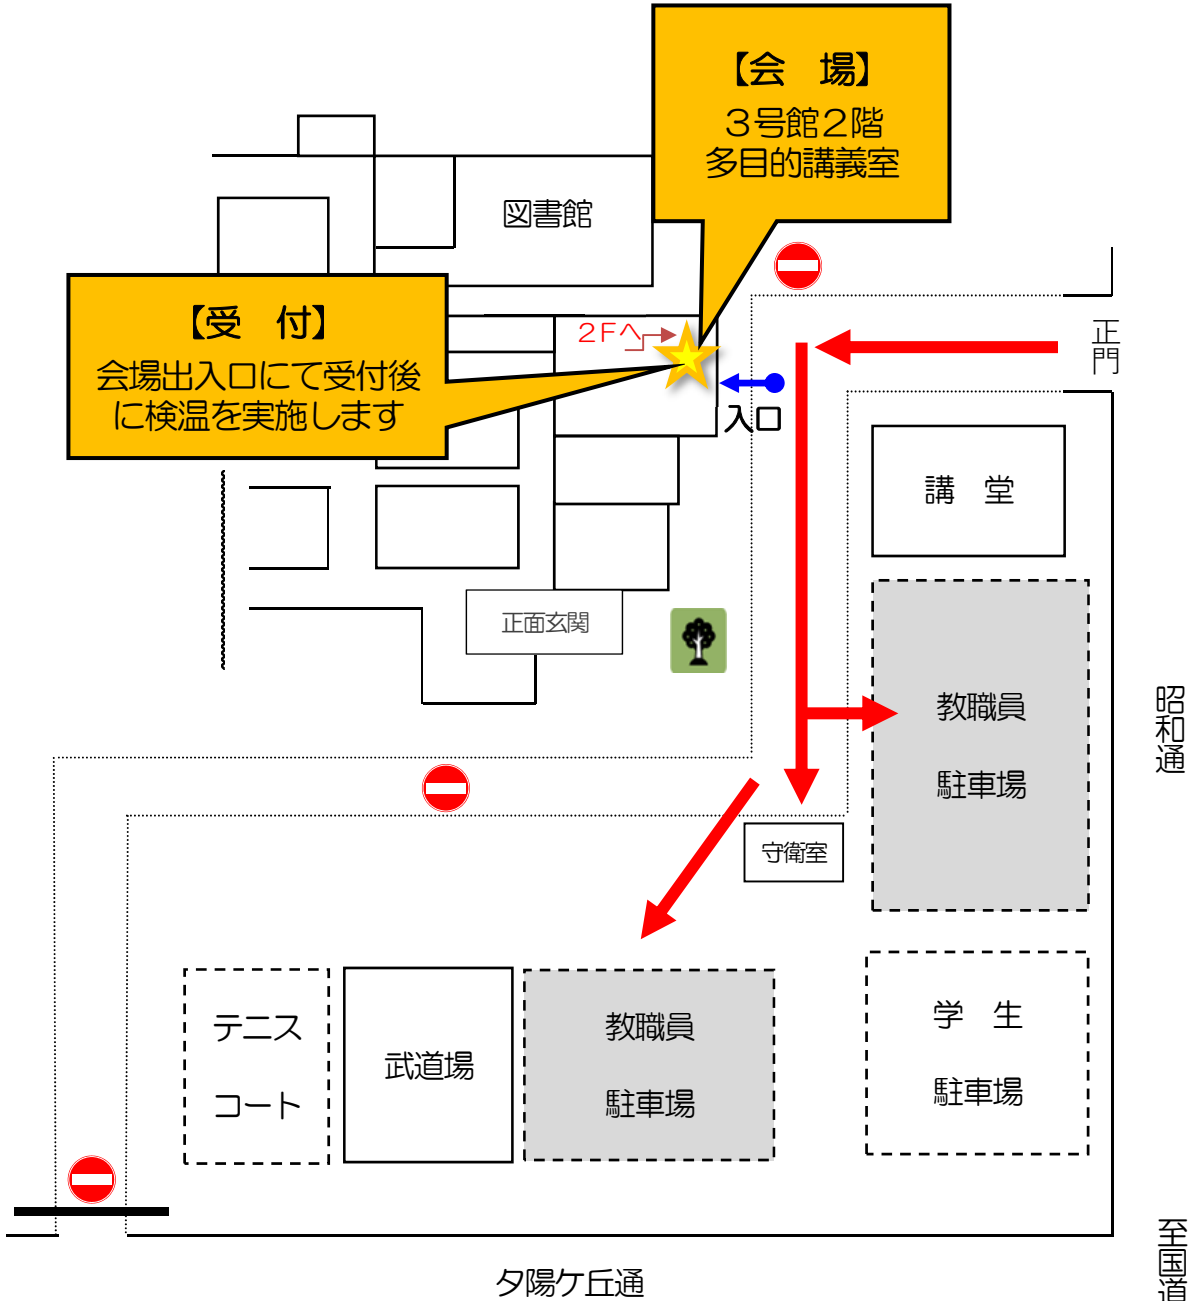 【会　場】
３号館２階
多目的講義室
図書館
【受　付】
会場出入口にて受付後
に検温を実施します
２Ｆへ
入口
正門
講　堂
正面玄関
教職員
駐車場
昭和通
守衛室
テニス
コート
武道場
教職員
駐車場
学　生
駐車場
夕陽ケ丘通
至国道